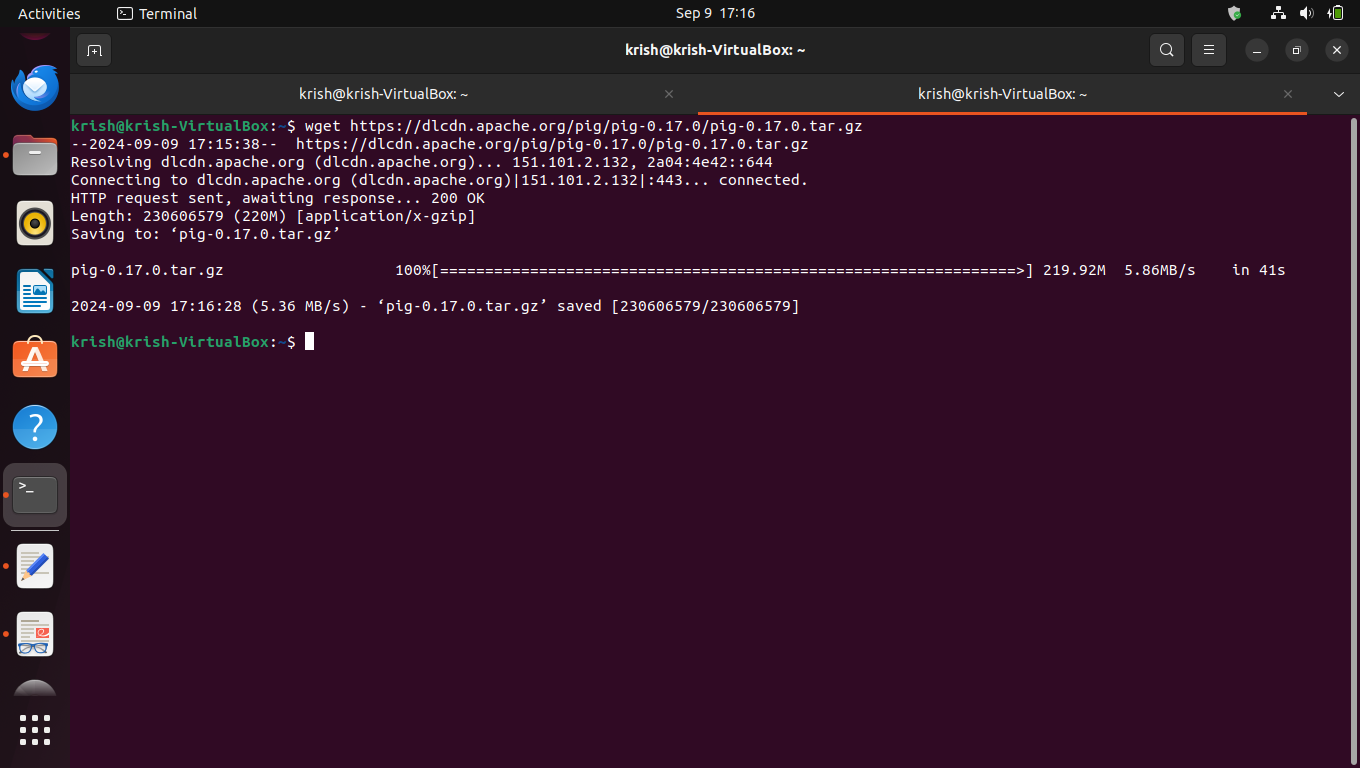 Activities Terminal Sep 9 17:16
krish@krish-VirtualBox: ~
krish@krish-VirtualBox: ~ krish@krish-VirtualBox: ~
krish@krish-VirtualBox:~$ wget https://dlcdn.apache.org/pig/pig-0.17.0/pig-0.17.0.tar.gz
--2024-09-09 17:15:38--  https://dlcdn.apache.org/pig/pig-0.17.0/pig-0.17.0.tar.gz
Resolving dlcdn.apache.org (dlcdn.apache.org)... 151.101.2.132, 2a04:4e42::644
Connecting to dlcdn.apache.org (dlcdn.apache.org)|151.101.2.132|:443... connected.
HTTP request sent, awaiting response... 200 OK
Length: 230606579 (220M) [application/x-gzip]
Saving to: ‘pig-0.17.0.tar.gz’
pig-0.17.0.tar.gz 100%[================================================================>] 219.92M 5.86MB/s in 41s
2024-09-09 17:16:28 (5.36 MB/s) - ‘pig-0.17.0.tar.gz’ saved [230606579/230606579]
krish@krish-VirtualBox:~$